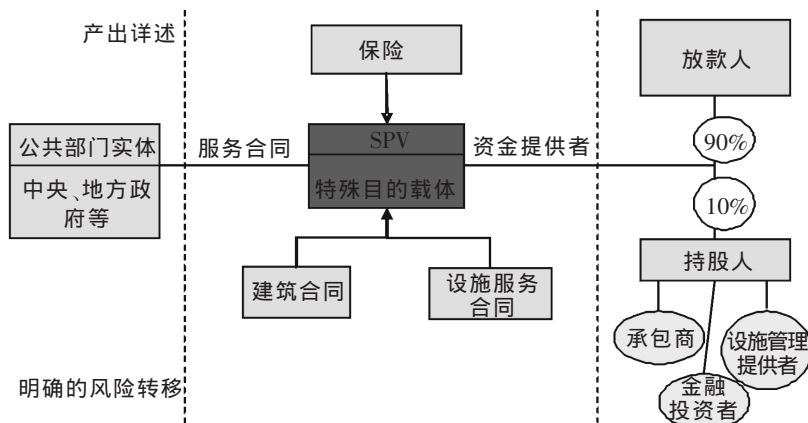 产出详述
保险
放款人
公共部门实体
中央、地方政
府等
服务合同
SPV
特殊目的载体
资金提供者
90%
10%
建筑合同
设施服务
合同
持股人
承包商
设施管理
提供者
金融
投资者
明确的风险转移